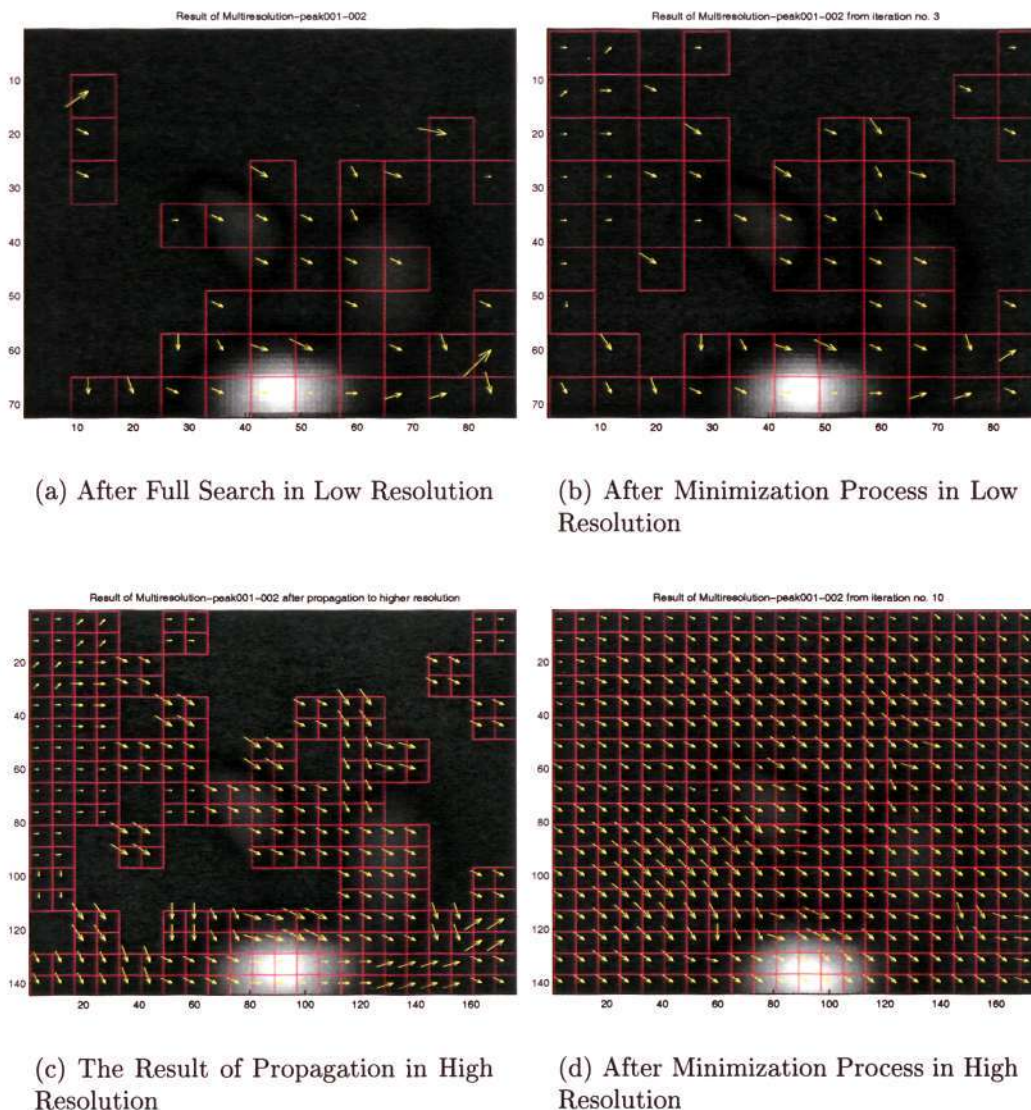 Result of Multiresolution-peak001-002
10
20
30
40
50
60
70
10 20 30 40 50 60 70 80
(a) After Full Search in Low Resolution
Result of Multiresolution-peak001-002 from iteration no. 3
10
20
30
40
50
60
70
10 20 30 40 50 60 70 80
(b) After Minimization Process in Low
Resolution
Result of Multiresolution-peak001-002 after propagation to higher resolution
20
40
60
80
100
120
140
20 40 60 80 100 120 140 160
(c) The Result of Propagation in High
Resolution
Result of Multiresolution-peak001-002 from iteration no. 10
20
40
60
80
100
120
140
20 40 60 80 100 120 140 160
(d) After Minimization Process in High
Resolution